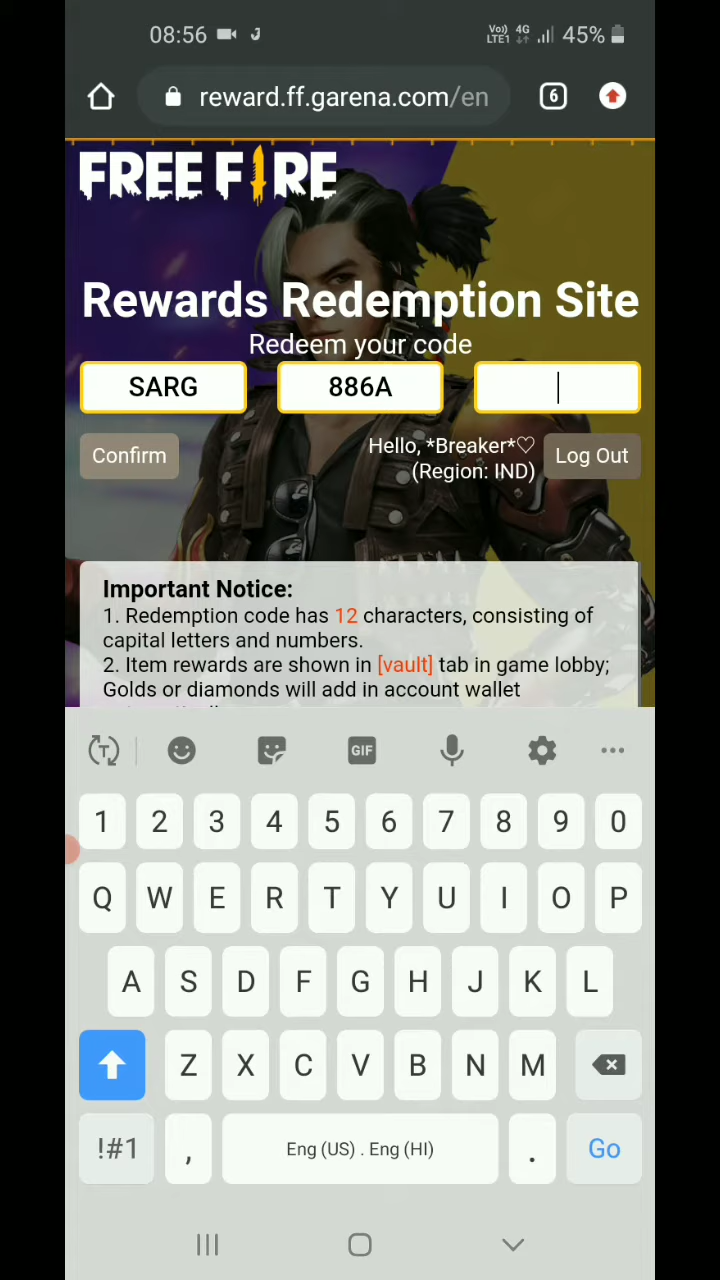 08:56 Vo)) LTE1 4G 45%
reward.ff.garena.com/en 6
FREE FIRE
Rewards Redemption Site
Redeem your code
SARG 886A
Confirm Hello, *Breaker*♡ Log Out
(Region: IND)
Important Notice:
1. Redemption code has 12 characters, consisting of
capital letters and numbers.
2. Item rewards are shown in [vault] tab in game lobby;
Golds or diamonds will add in account wallet
GIF
1 2 3 4 5 6 7 8 9 0
Q W E R T Y U I O P
A S D F G H J K L
Z X C V B N M
!#1 , Eng (US) . Eng (HI) . Go